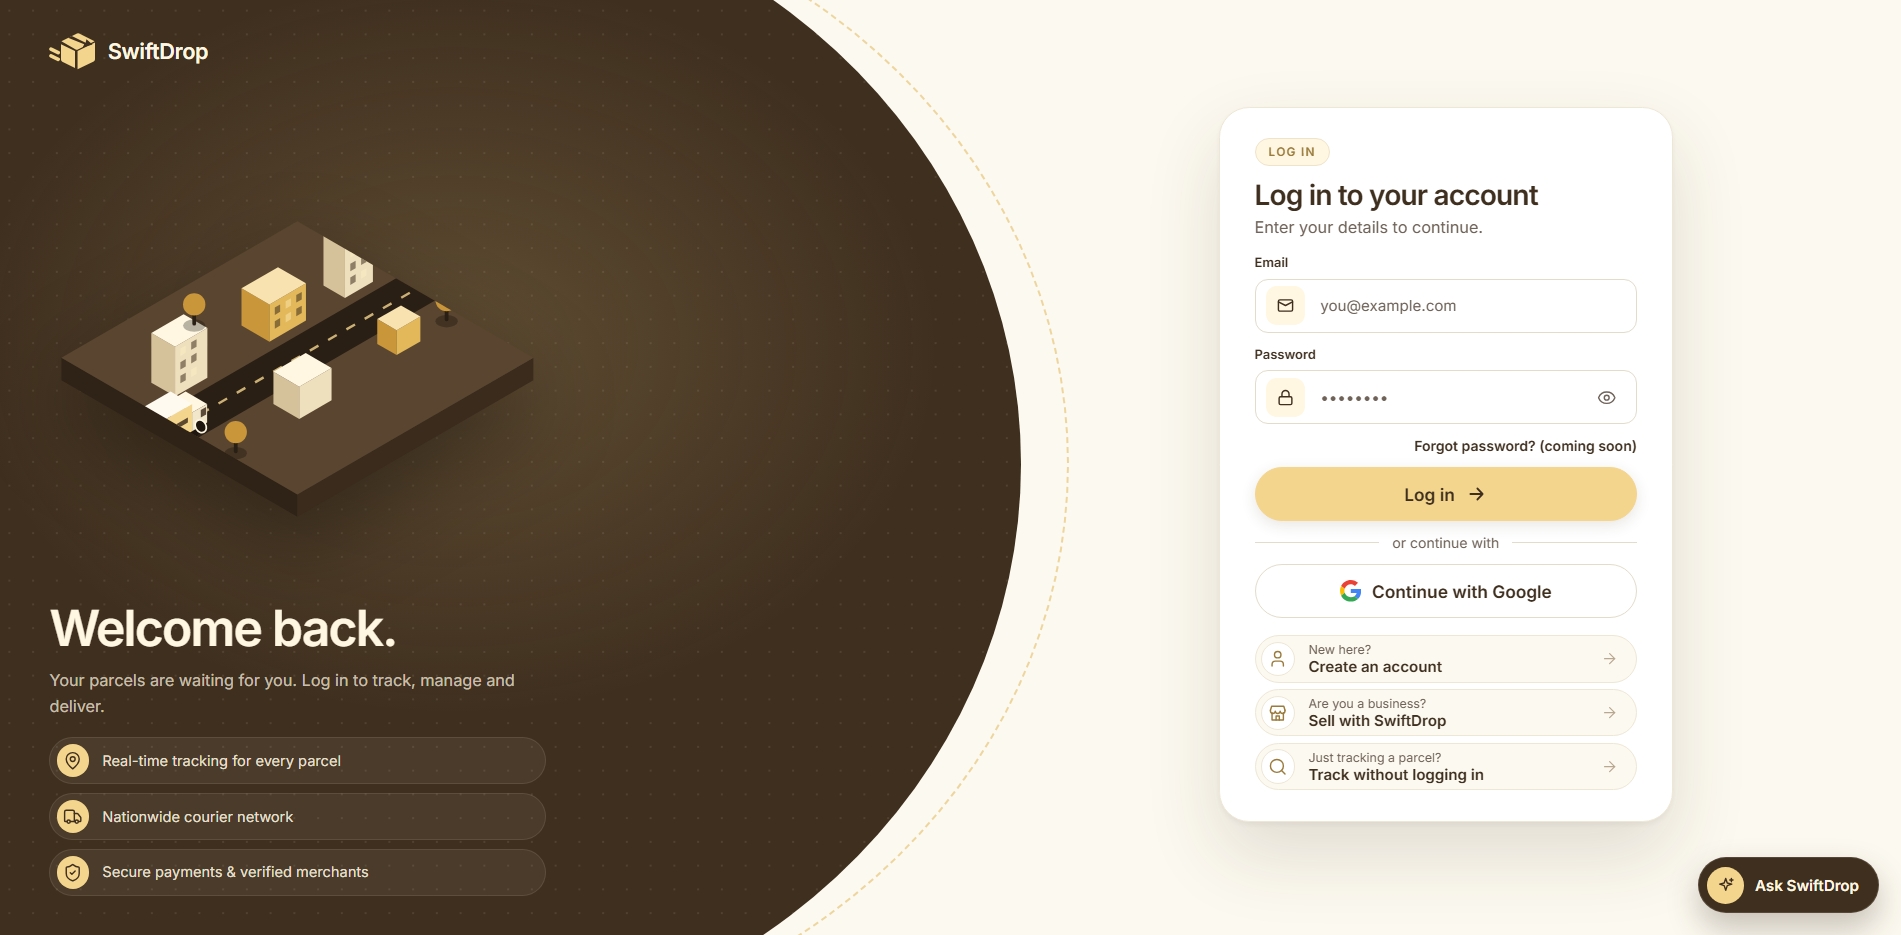 SwiftDrop
Welcome back.
Your parcels are waiting for you. Log in to track, manage and
deliver.
Real-time tracking for every parcel
Nationwide courier network
Secure payments & verified merchants
LOG IN
Log in to your account
Enter your details to continue.
Email
you@example.com
Password
••••••••
Forgot password? (coming soon)
Log in
or continue with
Continue with Google
New here?
Create an account
Are you a business?
Sell with SwiftDrop
Just tracking a parcel?
Track without logging in
Ask SwiftDrop